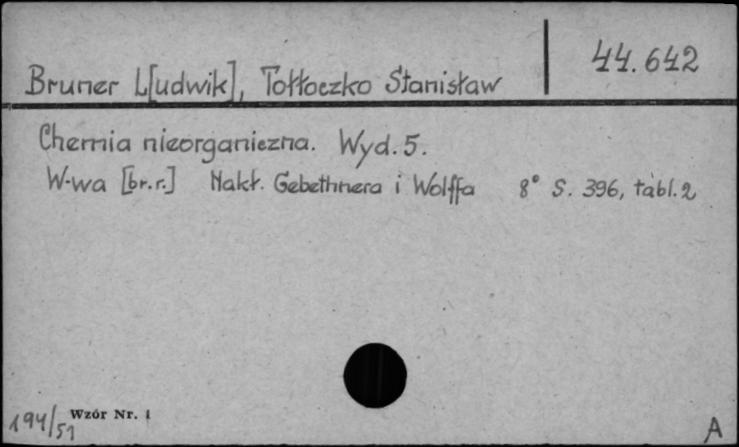 44.642
Bruner L[udwik], Tołłoczko Stanisław
Chemia nieorganiczna. Wyd. 5.
W-wa [br.r.] Nakł. Gebethnera i Wolffa 8° S. 396, tabl. 2
194/51 Wzór Nr. 1
A